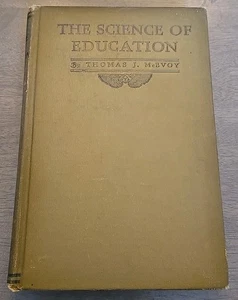 THE SCIENCE OF
EDUCATION
By THOMAS J. McEVOY